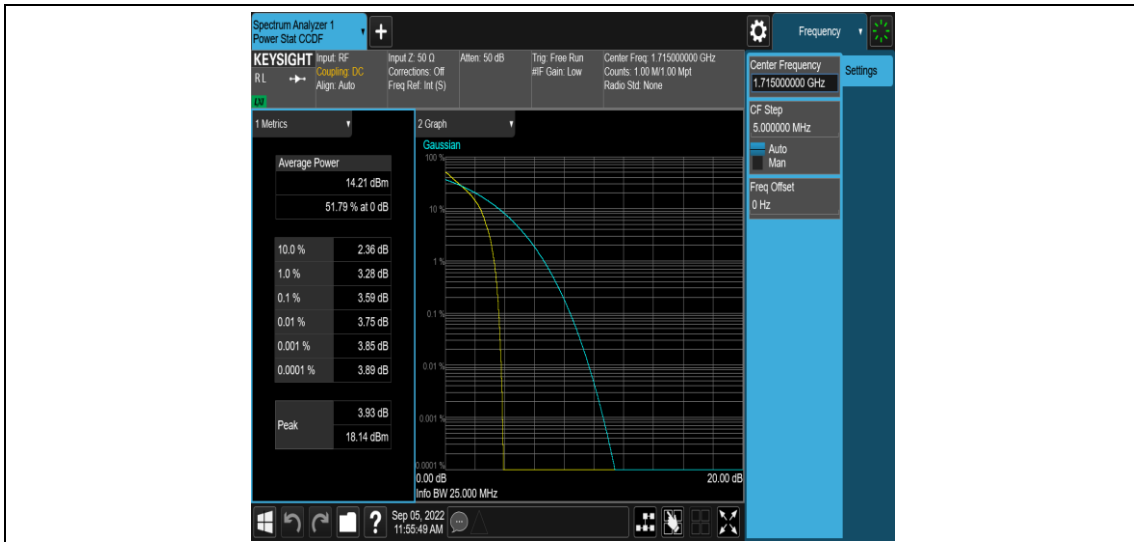 Spectrum Analyzer 1
Power Stat CCDF
+
Frequency
KEYSIGHT
RL
Input: RF
Coupling: DC
Align: Auto
Input Z: 50 Ω
Corrections: Off
Freq Ref: Int (S)
Atten: 50 dB
Trig: Free Run
#IF Gain: Low
Center Freq: 1.715000000 GHz
Counts: 1.00 M/1.00 Mpt
Radio Std: None
1 Metrics
Average Power
14.21 dBm
51.79 % at 0 dB
10.0 % 2.36 dB
1.0 % 3.28 dB
0.1 % 3.59 dB
0.01 % 3.75 dB
0.001 % 3.85 dB
0.0001 % 3.89 dB
Peak
3.93 dB
18.14 dBm
2 Graph
Gaussian
100 %
10 %
1 %
0.1 %
0.01 %
0.001 %
0.0001 %
0.00 dB 20.00 dB
Info BW 25.000 MHz
Center Frequency
1.715000000 GHz
CF Step
5.000000 MHz
Auto
Man
Freq Offset
0 Hz
Settings
?
Sep 05, 2022
11:55:49 AM